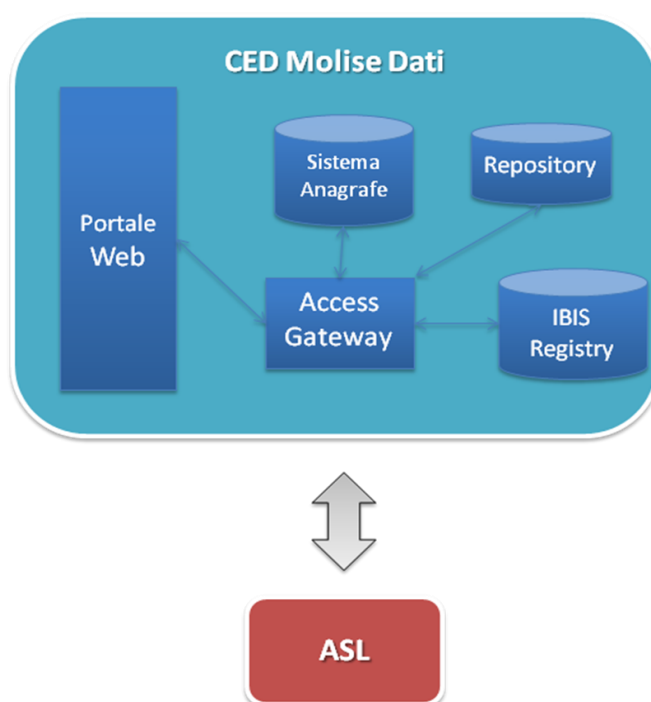 CED Molise Dati
Portale
Web
Sistema
Anagrafe
Repository
Access
Gateway
IBIS
Registry
ASL